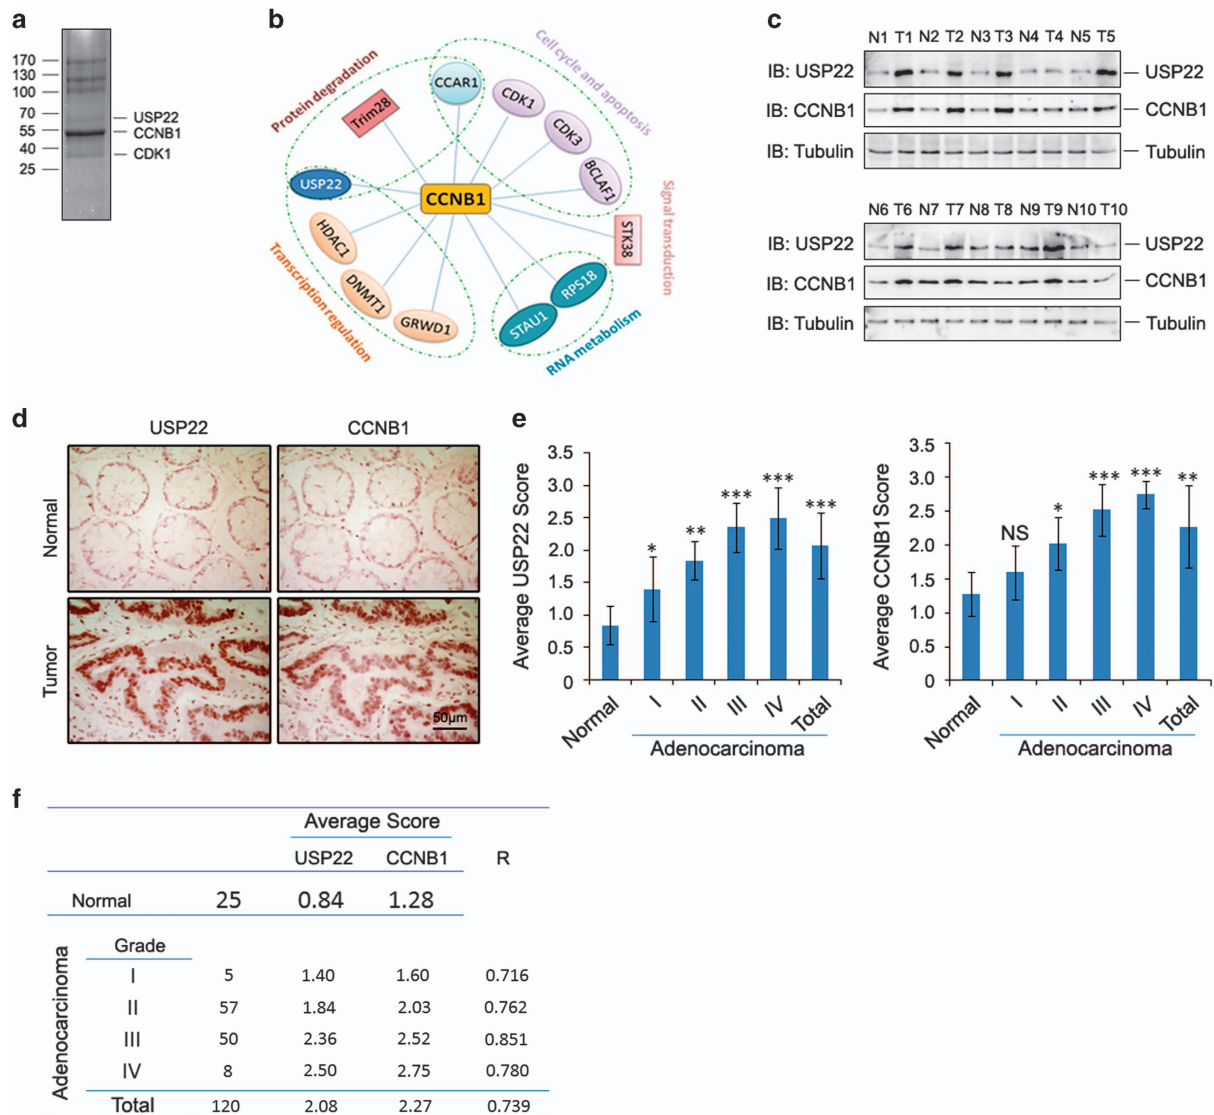 a
170
130
100
70
55
40
25
USP22
CCNB1
CDK1
b
Protein degradation
Cell cycle and apoptosis
Signal transduction
RNA metabolism
Transcription regulation
CCAR1
CDK1
CDK3
BCLAF1
STK38
RPS18
STAU1
GRWD1
DNMT1
HDAC1
USP22
Trim28
CCNB1
c
N1 T1 N2 T2 N3 T3 N4 T4 N5 T5
IB: USP22 USP22
IB: CCNB1 CCNB1
IB: Tubulin Tubulin
N6 T6 N7 T7 N8 T8 N9 T9 N10 T10
IB: USP22 USP22
IB: CCNB1 CCNB1
IB: Tubulin Tubulin
d
USP22 CCNB1
Normal
Tumor
50μm
e
Average USP22 Score
3.5
3.0
2.5
2.0
1.5
1.0
0.5
0
* ** *** *** ***
Normal I II III IV Total
Adenocarcinoma
Average CCNB1Score
3.5
3.0
2.5
2.0
1.5
1.0
0.5
0
NS * *** *** **
Normal I II III IV Total
Adenocarcinoma
f
Average Score
USP22 CCNB1 R
Normal 25 0.84 1.28
Adenocarcinoma
Grade
I 5 1.40 1.60 0.716
II 57 1.84 2.03 0.762
III 50 2.36 2.52 0.851
IV 8 2.50 2.75 0.780
Total 120 2.08 2.27 0.739